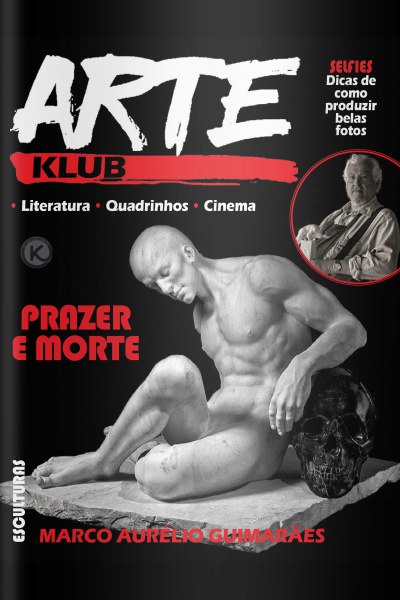 ARTE
KLUB
SELFIES
Dicas de
como
produzir
belas
fotos
• Literatura • Quadrinhos • Cinema
K
PRAZER
E MORTE
ESCULTURAS
MARCO AURÉLIO GUIMARÃES